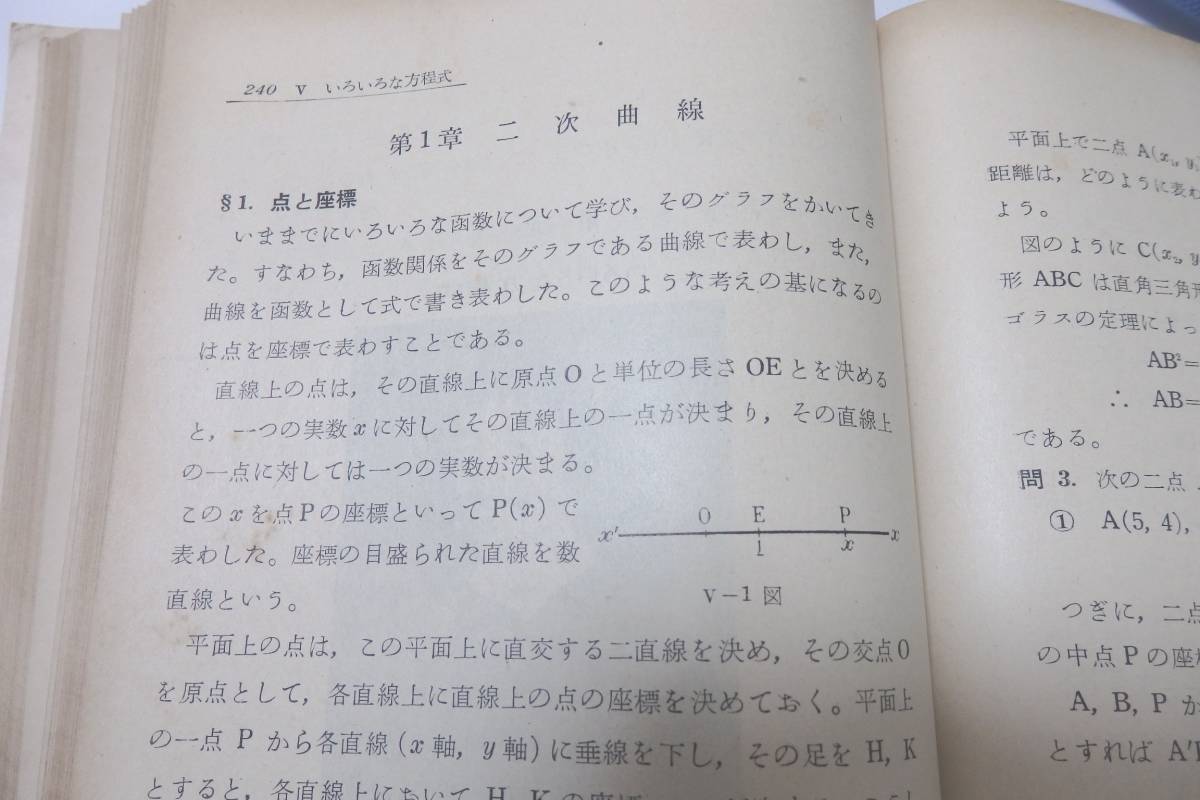 240 V いろいろな方程式
第1章 二次曲線
§1. 点と座標
いままでにいろいろな函数について学び，そのグラフをかいてき
た。すなわち，函数関係をそのグラフである曲線で表わし，また，
曲線を函数として式で書き表わした。このような考えの基になるの
は点を座標で表わすことである。
直線上の点は，その直線上に原点Oと単位の長さOEとを決める
と，一つの実数xに対してその直線上の一点が決まり，その直線上
の一点に対しては一つの実数が決まる。
このxを点Pの座標といってP(x)で
表わした。座標の目盛られた直線を数
直線という。
O E P
x′ x
1 x
V-1図
平面上の点は，この平面上に直交する二直線を決め，その交点O
を原点として，各直線上に直線上の点の座標を決めておく。平面上
の一点Pから各直線(x軸，y軸)に垂線を下し，その足をH, K
とすると，各直線上において H, K の座標
平面上で二点 A(x₁, y₁
距離は，どのように表わ
よう。
図のように C(x₂, y
形 ABC は直角三角形
ゴラスの定理によっ
AB²=
∴ AB=
である。
問 3. 次の二点
① A(5, 4),
つぎに，二点
の中点Pの座標
A, B, P か
とすれば A′P